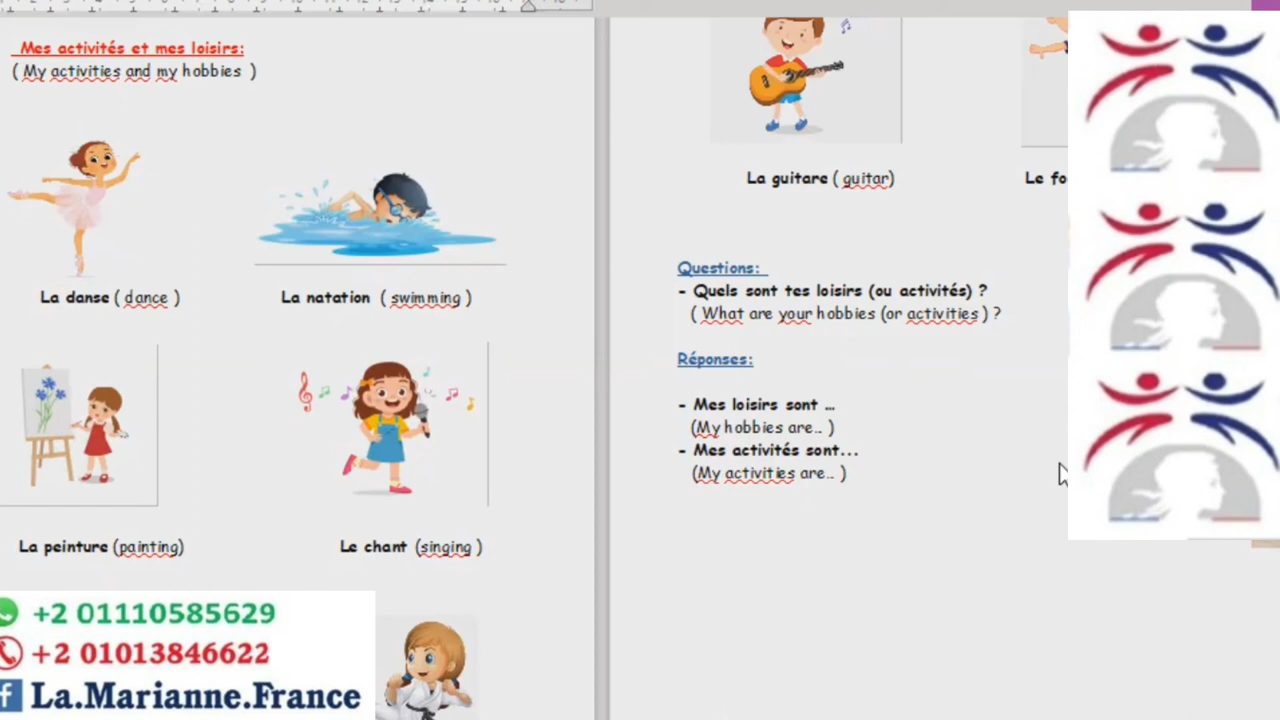 Mes activités et mes loisirs:
( My activities and my hobbies )
La danse ( dance )
La natation ( swimming )
La peinture (painting)
Le chant (singing )
La guitare ( guitar)
Questions:
- Quels sont tes loisirs (ou activités) ?
( What are your hobbies (or activities ) ?
Réponses:
- Mes loisirs sont …
(My hobbies are.. )
- Mes activités sont...
(My activities are.. )
+2 01110585629
+2 01013846622
La.Marianne.France